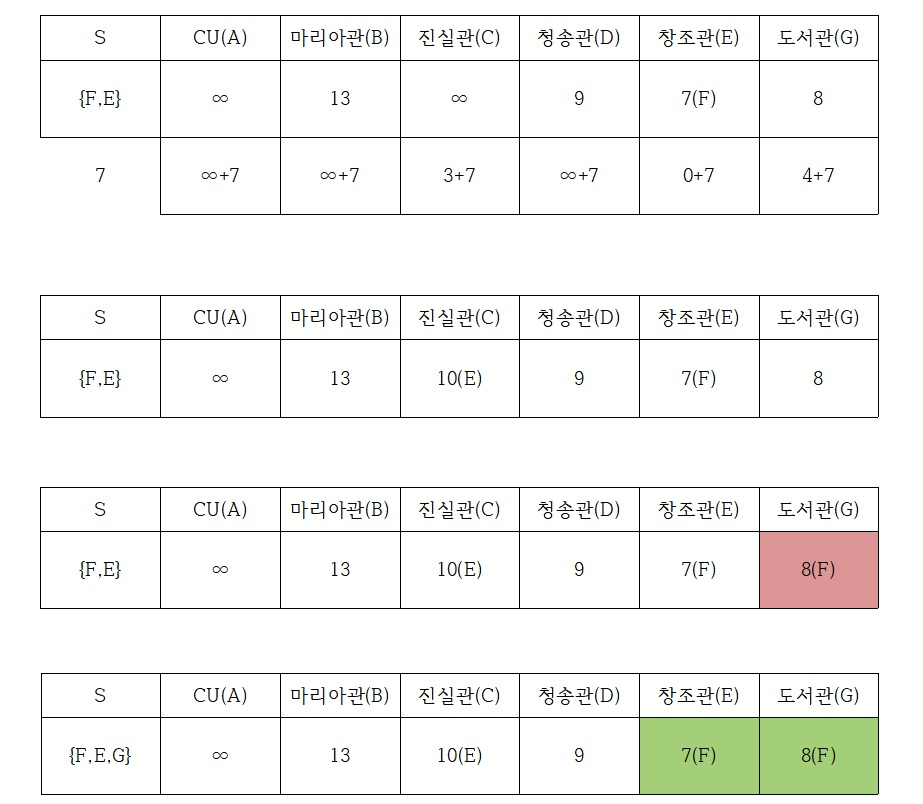 S CU(A) 마리아관(B) 진실관(C) 청송관(D) 창조관(E) 도서관(G)
{F,E} ∞ 13 ∞ 9 7(F) 8
7 ∞+7 ∞+7 3+7 ∞+7 0+7 4+7
S CU(A) 마리아관(B) 진실관(C) 청송관(D) 창조관(E) 도서관(G)
{F,E} ∞ 13 10(E) 9 7(F) 8
S CU(A) 마리아관(B) 진실관(C) 청송관(D) 창조관(E) 도서관(G)
{F,E} ∞ 13 10(E) 9 7(F) 8(F)
S CU(A) 마리아관(B) 진실관(C) 청송관(D) 창조관(E) 도서관(G)
{F,E,G} ∞ 13 10(E) 9 7(F) 8(F)